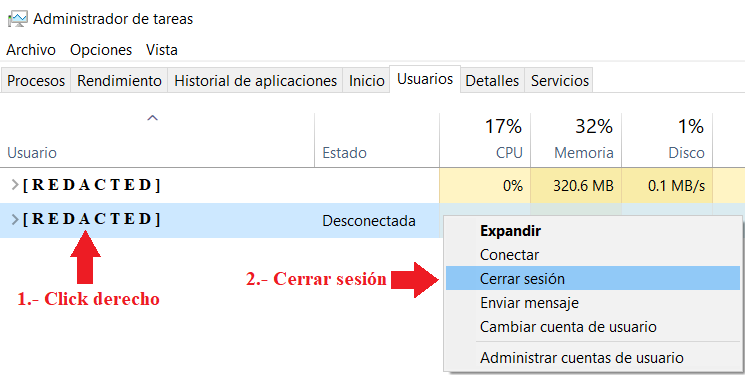 Administrador de tareas
Archivo Opciones Vista
Procesos Rendimiento Historial de aplicaciones Inicio Usuarios Detalles Servicios
17% 32% 1%
Usuario Estado CPU Memoria Disco
[REDACTED] 0% 320.6 MB 0.1 MB/s
[REDACTED] Desconectada
Expandir
Conectar
2.- Cerrar sesión Cerrar sesión
1.- Click derecho Enviar mensaje
Cambiar cuenta de usuario
Administrar cuentas de usuario